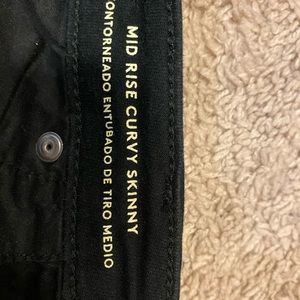 MID RISE CURVY SKINNY
ONTORNEADO ENTUBADO DE TIRO MEDIO